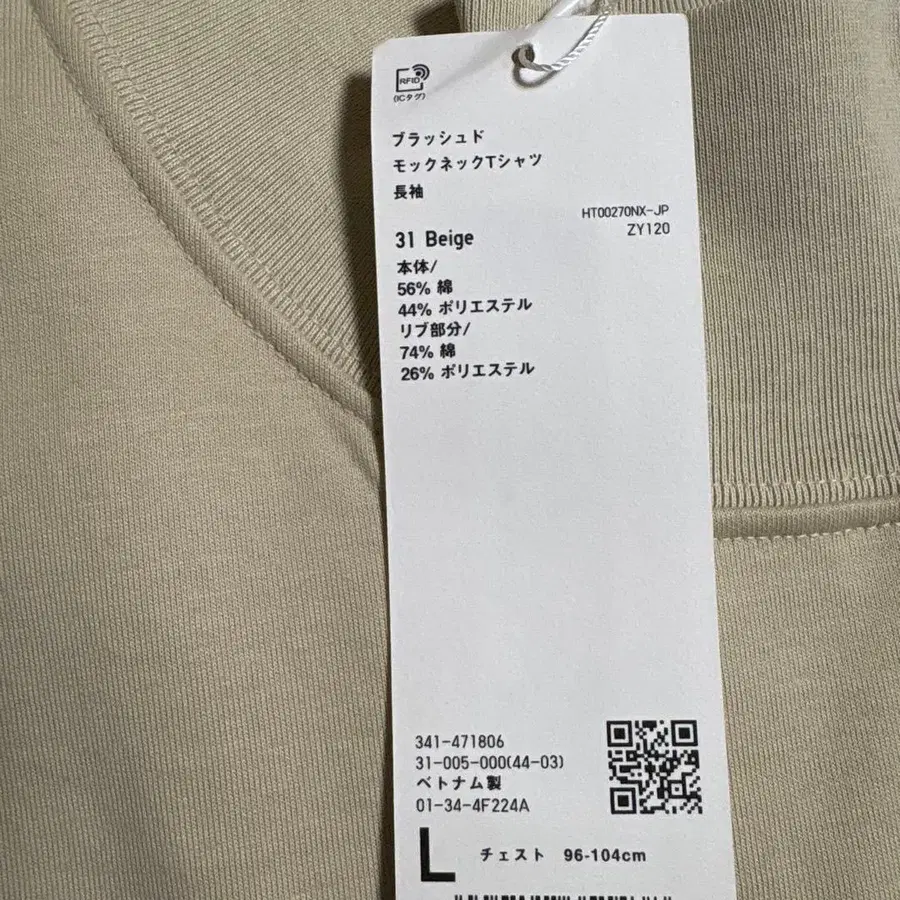 RFID
(ICタグ)
ブラッシュド
モックネックTシャツ
長袖
HT00270NX-JP
31 Beige
ZY120
本体/
56% 綿
44% ポリエステル
リブ部分/
74% 綿
26% ポリエステル
341-471806
31-005-000(44-03)
ベトナム製
01-34-4F224A
L チェスト 96-104cm